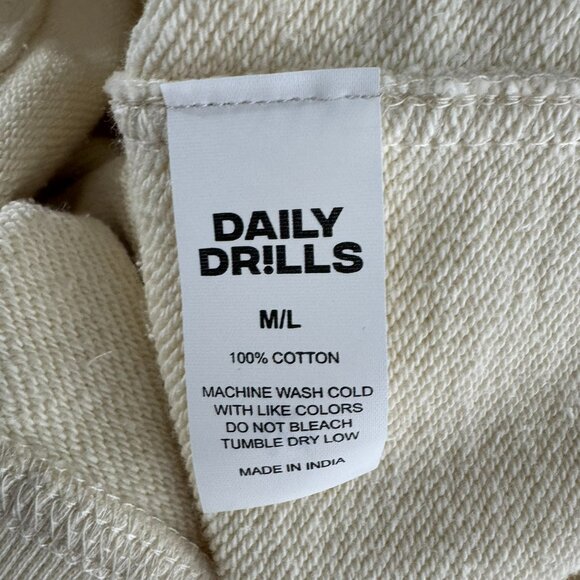 DAILY
DR!LLS
M/L
100% COTTON
MACHINE WASH COLD
WITH LIKE COLORS
DO NOT BLEACH
TUMBLE DRY LOW
MADE IN INDIA